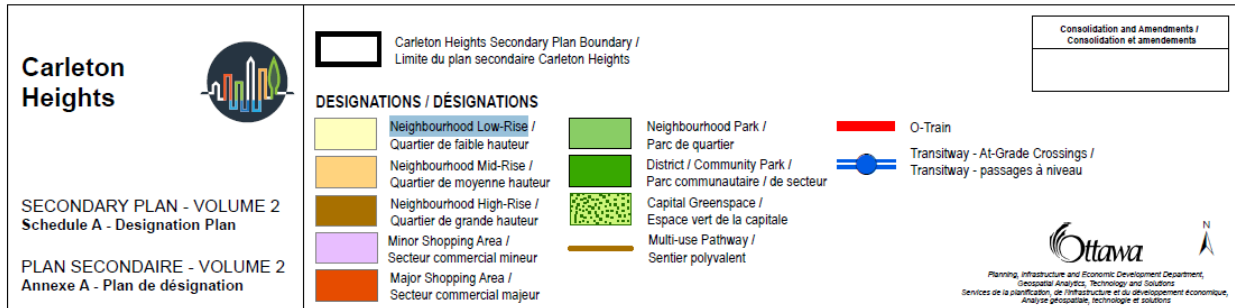 Carleton
Heights
SECONDARY PLAN - VOLUME 2
Schedule A - Designation Plan
PLAN SECONDAIRE - VOLUME 2
Annexe A - Plan de désignation
Carleton Heights Secondary Plan Boundary /
Limite du plan secondaire Carleton Heights
DESIGNATIONS / DÉSIGNATIONS
Neighbourhood Low-Rise /
Quartier de faible hauteur
Neighbourhood Mid-Rise /
Quartier de moyenne hauteur
Neighbourhood High-Rise /
Quartier de grande hauteur
Minor Shopping Area /
Secteur commercial mineur
Major Shopping Area /
Secteur commercial majeur
Neighbourhood Park /
Parc de quartier
District / Community Park /
Parc communautaire / de secteur
Capital Greenspace /
Espace vert de la capitale
Multi-use Pathway /
Sentier polyvalent
O-Train
Transitway - At-Grade Crossings /
Transitway - passages à niveau
Consolidation and Amendments /
Consolidation et amendements
Ottawa
N
Planning, Infrastructure and Economic Development Department,
Geospatial Analytics, Technology and Solutions
Services de la planification, de l'infrastructure et du développement économique,
Analyse géospatiale, technologie et solutions